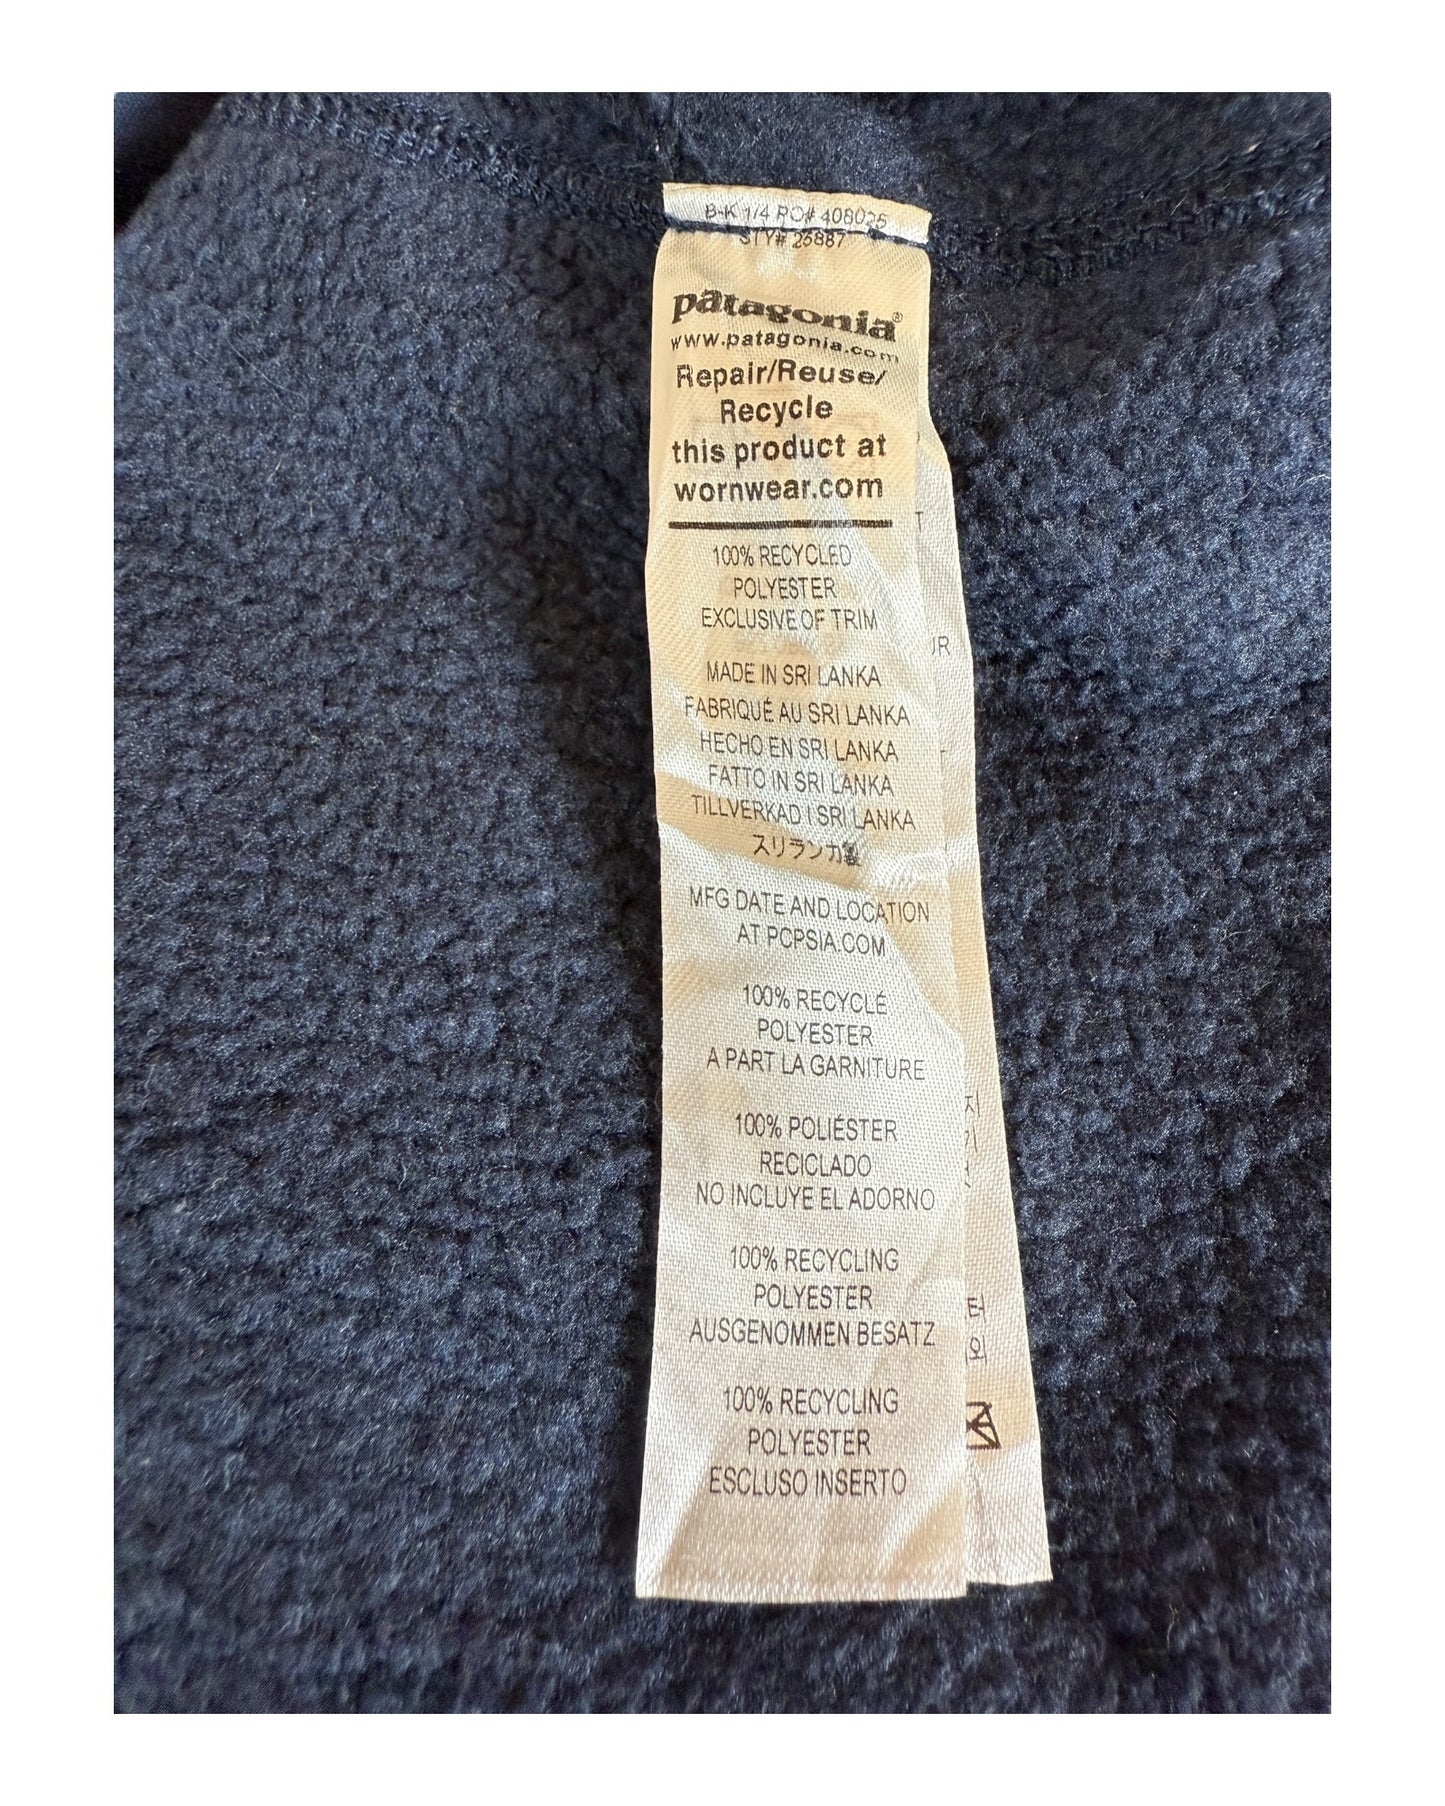 B-K 1/4 PO# 408025
STY# 25887
patagonia®
www.patagonia.com
Repair/Reuse/
Recycle
this product at
wornwear.com
100% RECYCLED
POLYESTER
EXCLUSIVE OF TRIM
MADE IN SRI LANKA
FABRIQUÉ AU SRI LANKA
HECHO EN SRI LANKA
FATTO IN SRI LANKA
TILLVERKAD I SRI LANKA
スリランカ製
MFG DATE AND LOCATION
AT PCPSIA.COM
100% RECYCLÉ
POLYESTER
A PART LA GARNITURE
100% POLIÉSTER
RECICLADO
NO INCLUYE EL ADORNO
100% RECYCLING
POLYESTER
AUSGENOMMEN BESATZ
100% RECYCLING
POLYESTER
ESCLUSO INSERTO